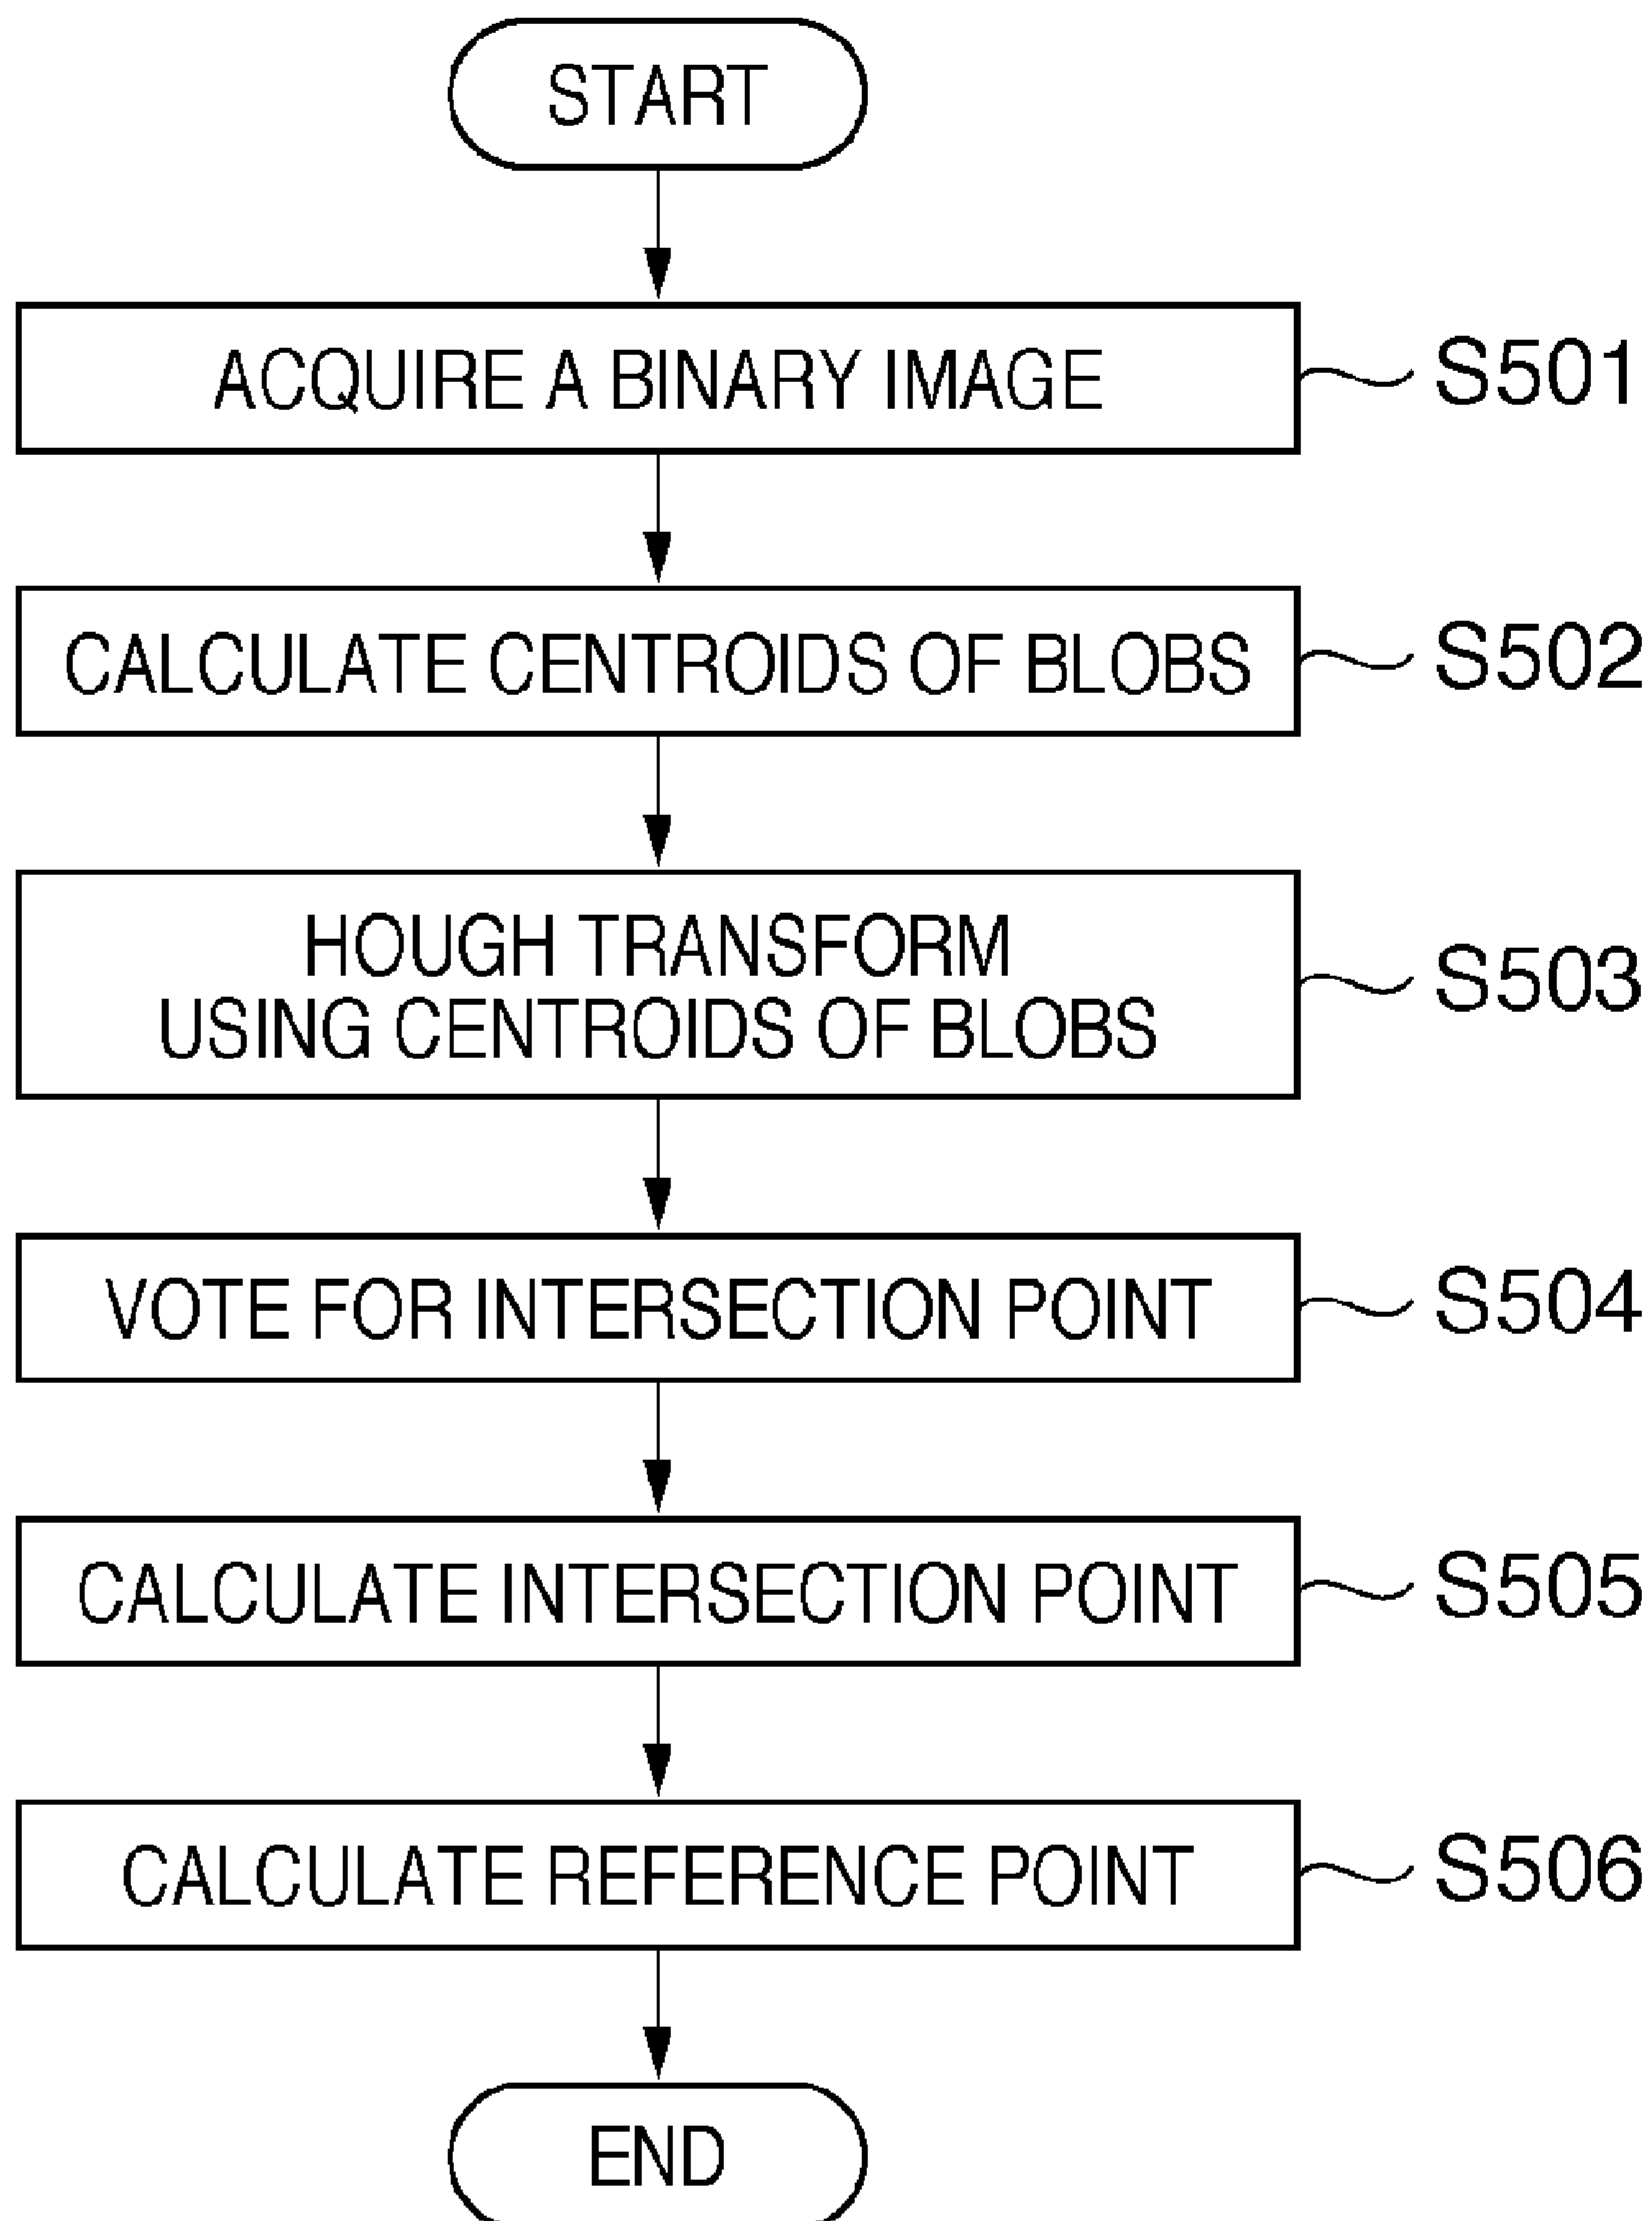 START
ACQUIRE A BINARY IMAGE
S501
CALCULATE CENTROIDS OF BLOBS
S502
HOUGH TRANSFORM
USING CENTROIDS OF BLOBS
S503
VOTE FOR INTERSECTION POINT
S504
CALCULATE INTERSECTION POINT
S505
CALCULATE REFERENCE POINT
S506
END